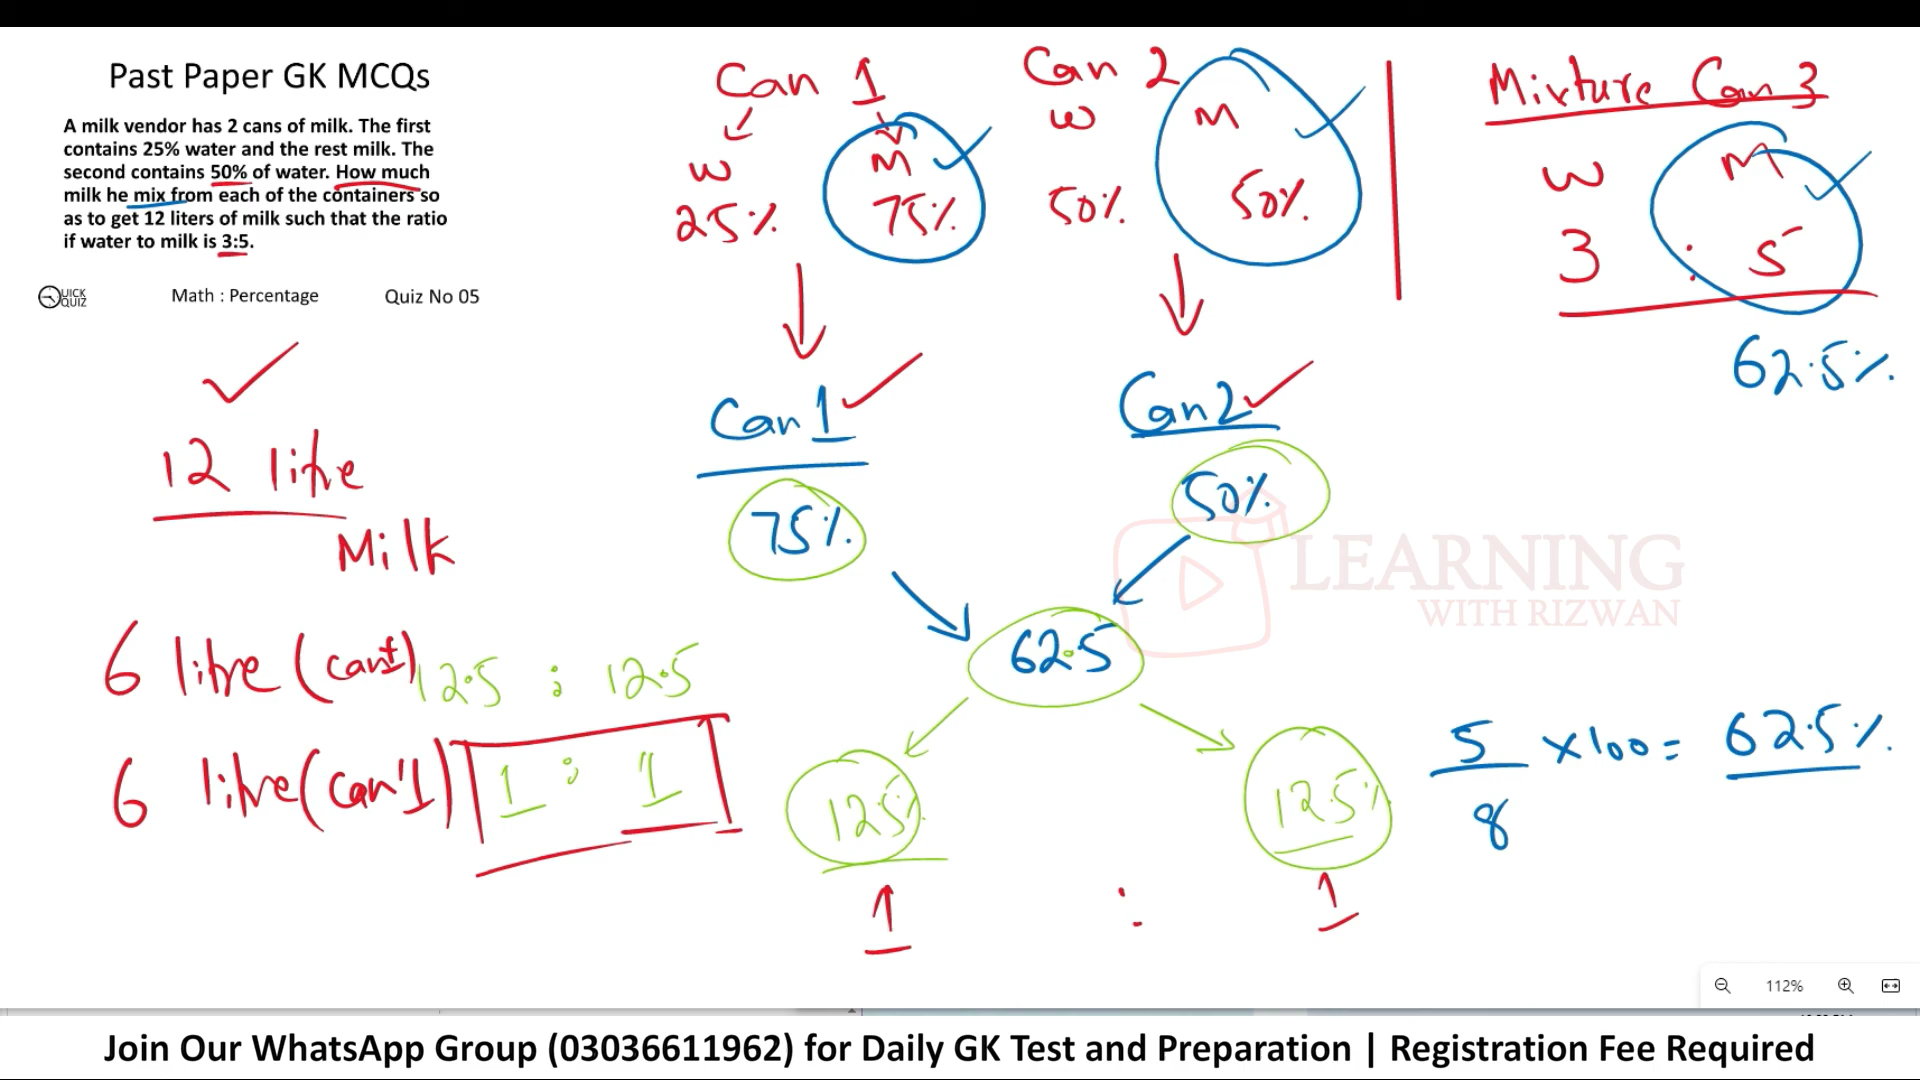 Past Paper GK MCQs
A milk vendor has 2 cans of milk. The first
contains 25% water and the rest milk. The
second contains 50% of water. How much
milk he mix from each of the containers so
as to get 12 liters of milk such that the ratio
if water to milk is 3:5.
QUICK QUIZ
Math : Percentage
Quiz No 05
Can 1
W M
25% 75%
Can 2
W M
50% 50%
Mixture Can 3
W M
3 : 5
62.5%
12 litre
Milk
Can 1
75%
Can 2
50%
62.5
12.5% 12.5%
1 : 1
6 litre (can 1) 12.5 : 12.5
6 litre (can '1) 1 : 1
5/8 x100 = 62.5%
LEARNING
WITH RIZWAN
112%
Join Our WhatsApp Group (03036611962) for Daily GK Test and Preparation | Registration Fee Required